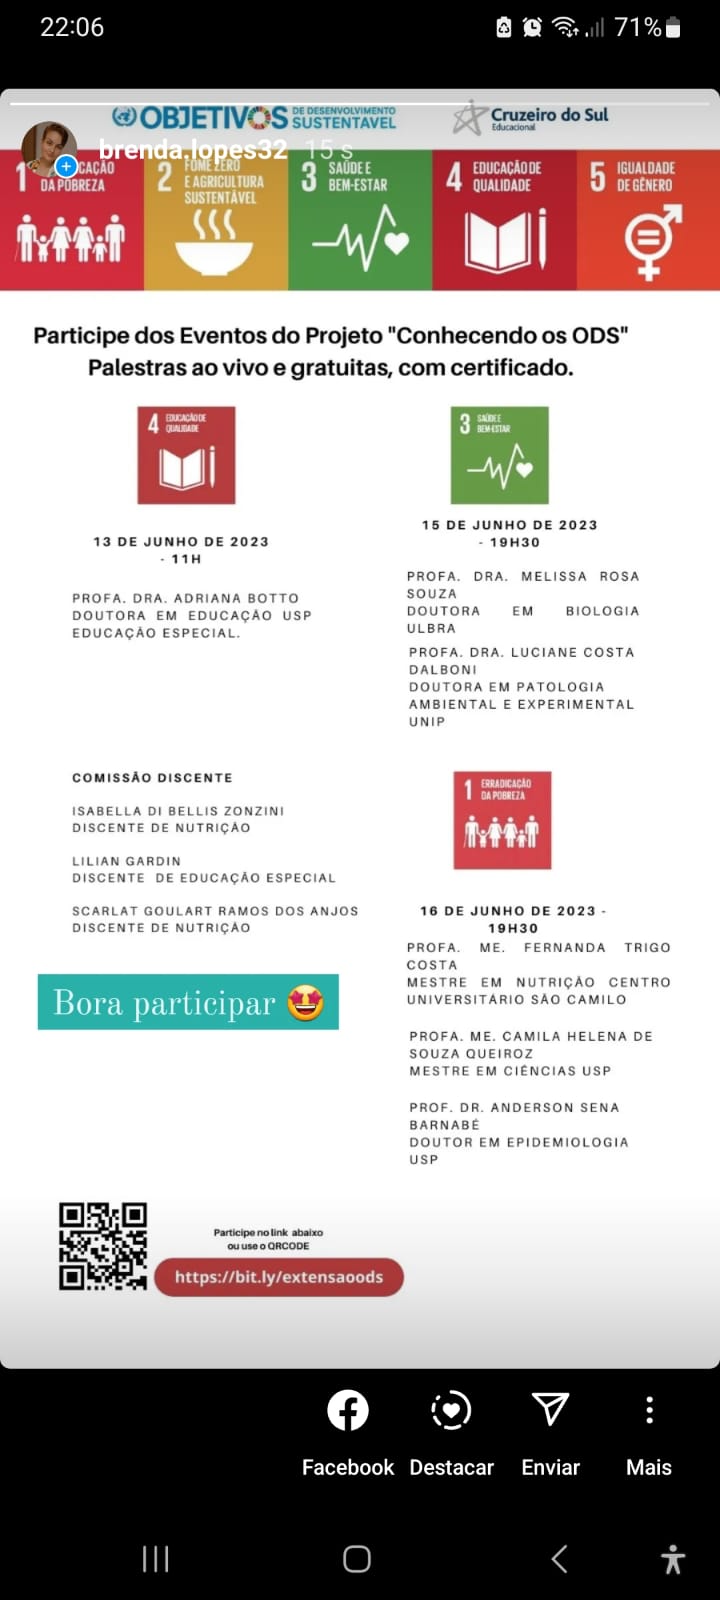 22:06
71%
OBJETIVOS DE DESENVOLVIMENTO SUSTENTAVEL
Cruzeiro do Sul
Educacional
brenda.lopes32 15 s
1 CAÇÃO
DA POBREZA
2 FOME ZERO
E AGRICULTURA
SUSTENTÁVEL
3 SAÚDE E
BEM-ESTAR
4 EDUCAÇÃO DE
QUALIDADE
5 IGUALDADE
DE GÊNERO
Participe dos Eventos do Projeto "Conhecendo os ODS"
Palestras ao vivo e gratuitas, com certificado.
4 EDUCAÇÃO DE
QUALIDADE
13 DE JUNHO DE 2023
- 11H
PROFA. DRA. ADRIANA BOTTO
DOUTORA EM EDUCAÇÃO USP
EDUCAÇÃO ESPECIAL.
3 SAÚDE E
BEM-ESTAR
15 DE JUNHO DE 2023
- 19H30
PROFA. DRA. MELISSA ROSA
SOUZA
DOUTORA EM BIOLOGIA
ULBRA
PROFA. DRA. LUCIANE COSTA
DALBONI
DOUTORA EM PATOLOGIA
AMBIENTAL E EXPERIMENTAL
UNIP
COMISSÃO DISCENTE
ISABELLA DI BELLIS ZONZINI
DISCENTE DE NUTRIÇÃO
LILIAN GARDIN
DISCENTE DE EDUCAÇÃO ESPECIAL
SCARLAT GOULART RAMOS DOS ANJOS
DISCENTE DE NUTRIÇÃO
Bora participar 🤩
1 ERRADICAÇÃO
DA POBREZA
16 DE JUNHO DE 2023 -
19H30
PROFA. ME. FERNANDA TRIGO
COSTA
MESTRE EM NUTRIÇÃO CENTRO
UNIVERSITÁRIO SÃO CAMILO
PROFA. ME. CAMILA HELENA DE
SOUZA QUEIROZ
MESTRE EM CIÊNCIAS USP
PROF. DR. ANDERSON SENA
BARNABÉ
DOUTOR EM EPIDEMIOLOGIA
USP
Participe no link abaixo
ou use o QRCODE
https://bit.ly/extensaoods
Facebook
Destacar
Enviar
Mais